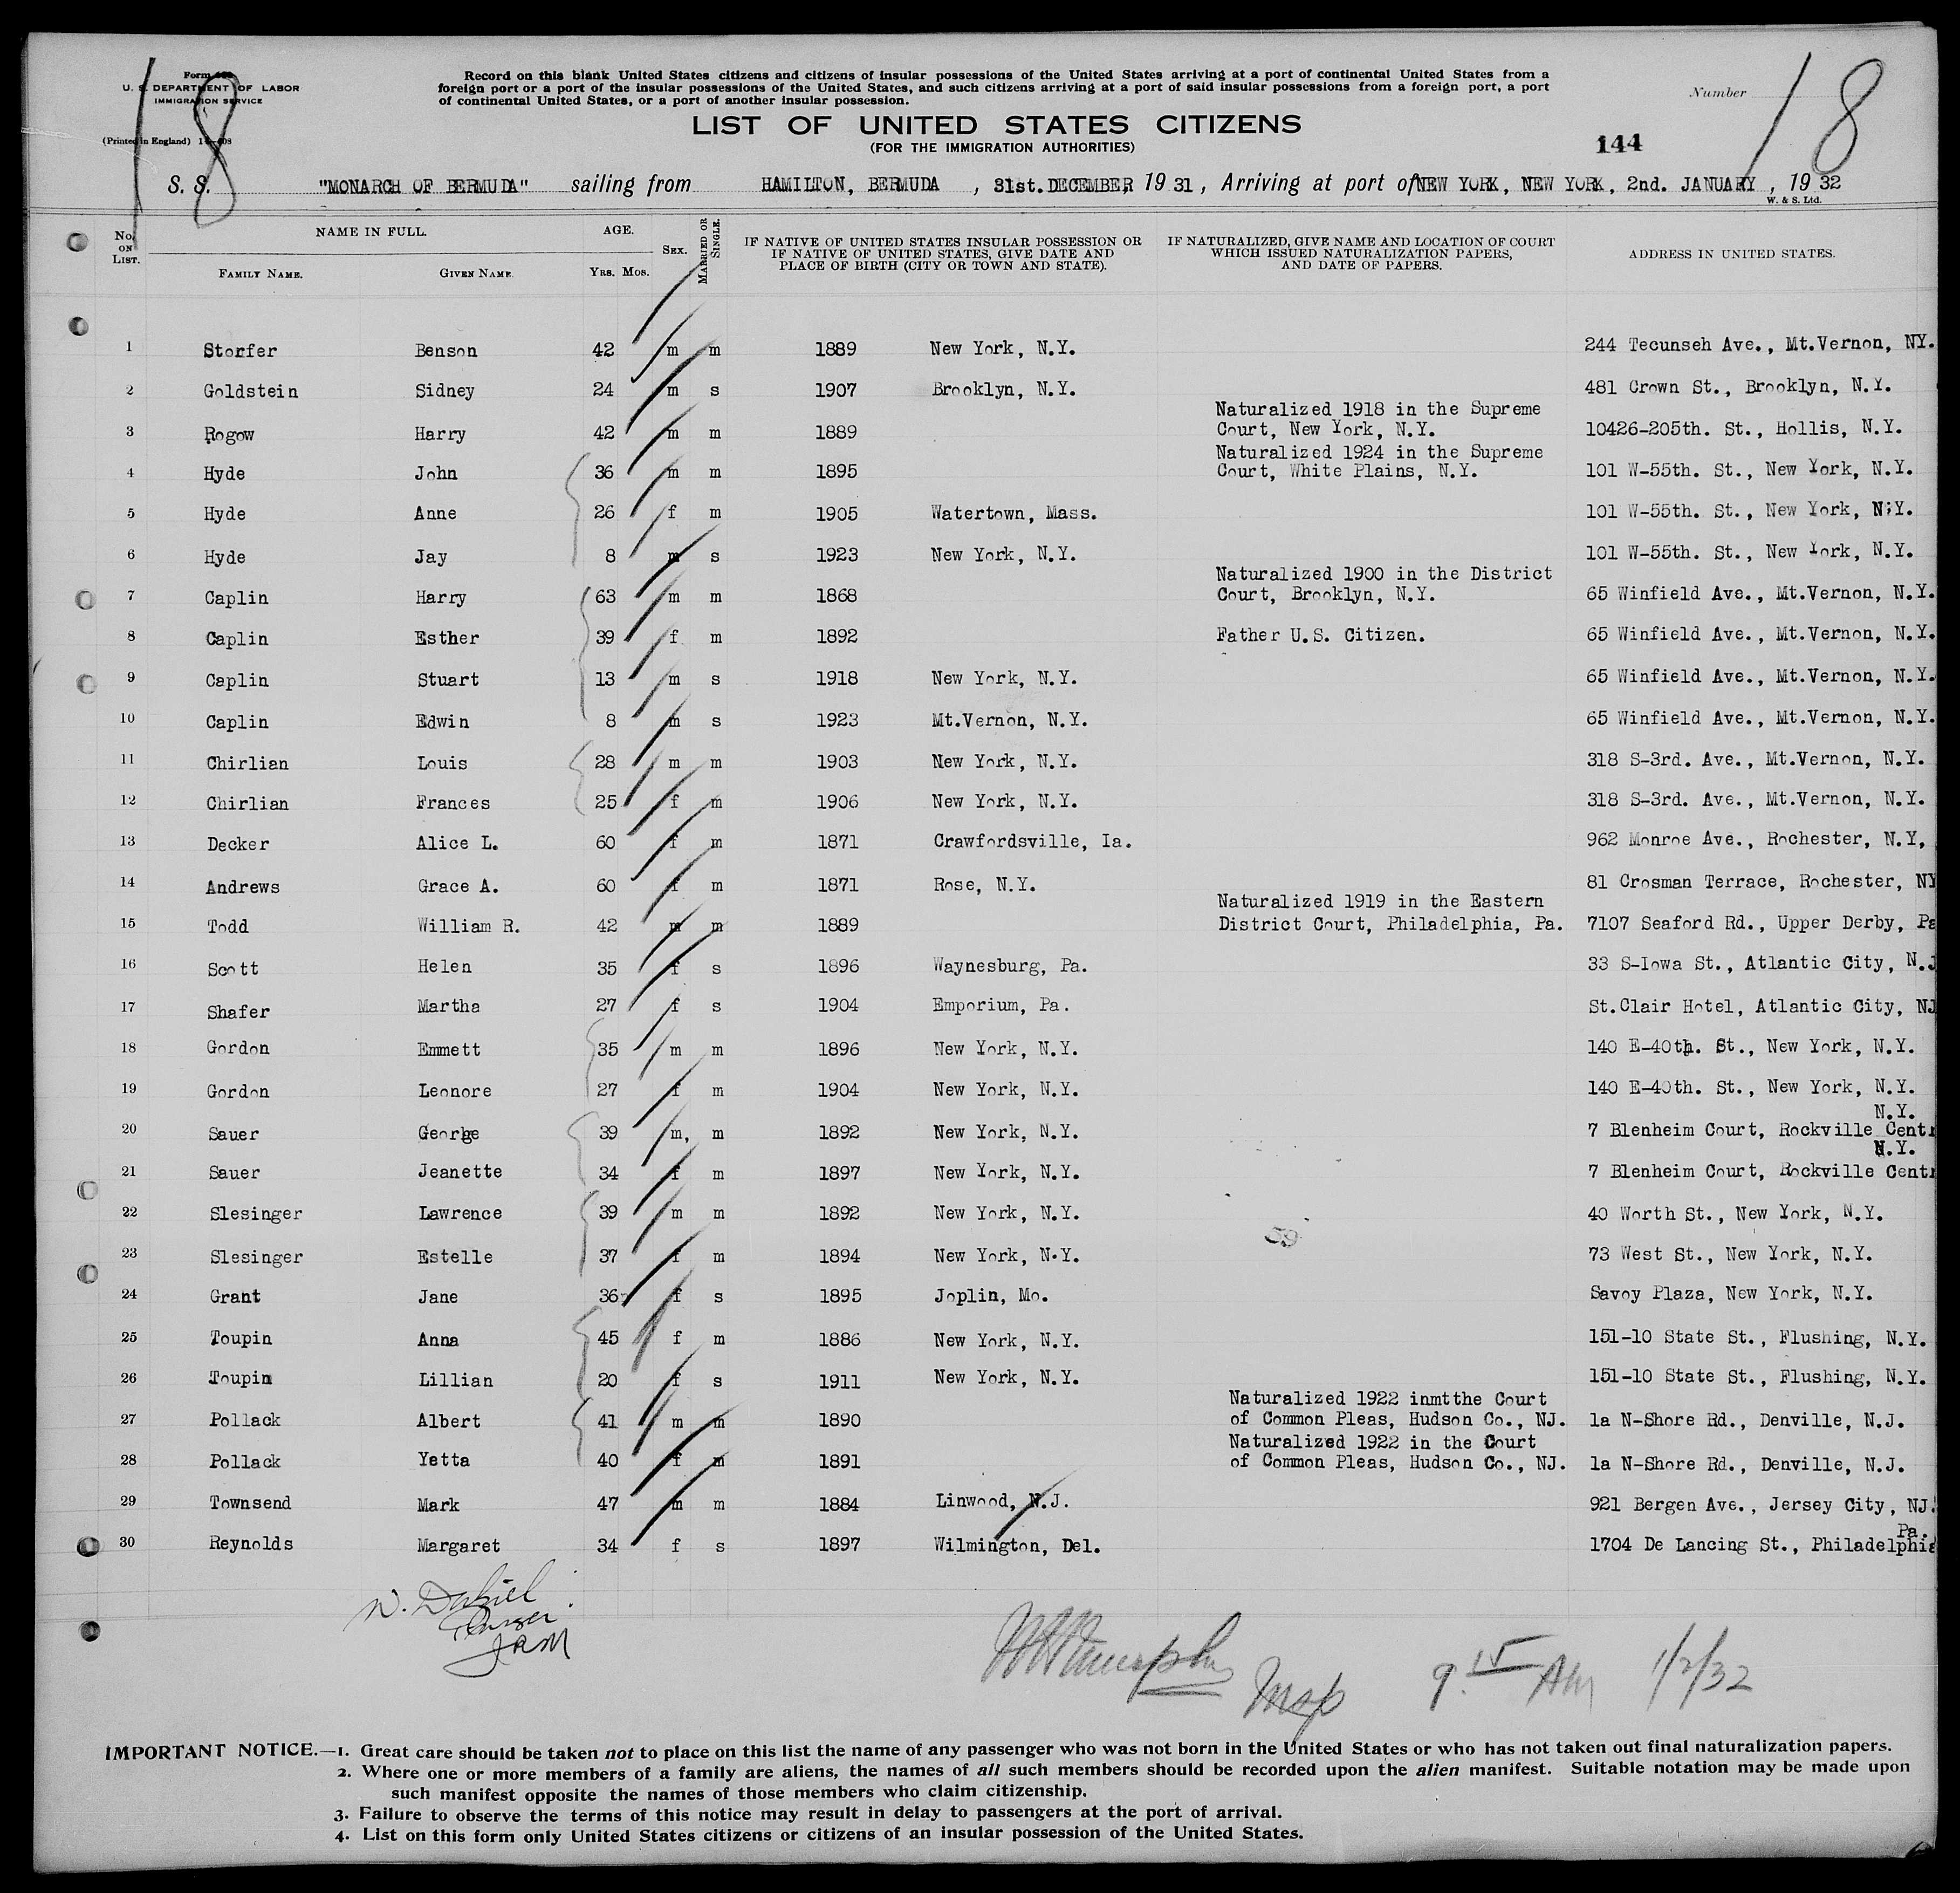 Form
U. S. DEPARTMENT OF LABOR
IMMIGRATION SERVICE
(Printed in England)
18
Record on this blank United States citizens and citizens of insular possessions of the United States arriving at a port of continental United States from a
foreign port or a port of the insular possessions of the United States, and such citizens arriving at a port of said insular possessions from a foreign port, a port
of continental United States, or a port of another insular possession.
Number 18
LIST OF UNITED STATES CITIZENS
(FOR THE IMMIGRATION AUTHORITIES)
144
S. S. "MONARCH OF BERMUDA" sailing from HAMILTON, BERMUDA , 31st. DECEMBER, 19 31 , Arriving at port of NEW YORK, NEW YORK, 2nd. JANUARY , 19 32
W. & S. Ltd.
No. ON LIST. NAME IN FULL. FAMILY NAME. GIVEN NAME. AGE. YRS. MOS. SEX. MARRIED OR SINGLE. IF NATIVE OF UNITED STATES INSULAR POSSESSION OR IF NATIVE OF UNITED STATES, GIVE DATE AND PLACE OF BIRTH (CITY OR TOWN AND STATE). IF NATURALIZED, GIVE NAME AND LOCATION OF COURT WHICH ISSUED NATURALIZATION PAPERS, AND DATE OF PAPERS. ADDRESS IN UNITED STATES.
1 Storfer Benson 42 m m 1889 New York, N.Y. 244 Tecunseh Ave., Mt.Vernon, NY.
2 Goldstein Sidney 24 m s 1907 Brooklyn, N.Y. 481 Crown St., Brooklyn, N.Y.
Naturalized 1918 in the Supreme
3 Rogow Harry 42 m m 1889 Court, New York, N.Y. 10426-205th. St., Hollis, N.Y.
Naturalized 1924 in the Supreme
4 Hyde John 36 m m 1895 Court, White Plains, N.Y. 101 W-55th. St., New York, N.Y.
5 Hyde Anne 26 f m 1905 Watertown, Mass. 101 W-55th. St., New York, N;Y.
6 Hyde Jay 8 m s 1923 New York, N.Y. 101 W-55th. St., New York, N.Y.
Naturalized 1900 in the District
7 Caplin Harry 63 m m 1868 Court, Brooklyn, N.Y. 65 Winfield Ave., Mt.Vernon, N.Y.
8 Caplin Esther 39 f m 1892 Father U.S. Citizen. 65 Winfield Ave., Mt.Vernon, N.Y.
9 Caplin Stuart 13 m s 1918 New York, N.Y. 65 Winfield Ave., Mt.Vernon, N.Y.
10 Caplin Edwin 8 m s 1923 Mt.Vernon, N.Y. 65 Winfield Ave., Mt.Vernon, N.Y.
11 Chirlian Louis 28 m m 1903 New York, N.Y. 318 S-3rd. Ave., Mt.Vernon, N.Y.
12 Chirlian Frances 25 f m 1906 New York, N.Y. 318 S-3rd. Ave., Mt.Vernon, N.Y.
13 Decker Alice L. 60 f m 1871 Crawfordsville, Ia. 962 Monroe Ave., Rochester, N.Y,
14 Andrews Grace A. 60 f m 1871 Rose, N.Y. 81 Crosman Terrace, Rochester, NY
Naturalized 1919 in the Eastern
15 Todd William R. 42 m m 1889 District Court, Philadelphia, Pa. 7107 Seaford Rd., Upper Derby, Pa
16 Scott Helen 35 f s 1896 Waynesburg, Pa. 33 S-Iowa St., Atlantic City, N.J
17 Shafer Martha 27 f s 1904 Emporium, Pa. St.Clair Hotel, Atlantic City, NJ
18 Gordon Emmett 35 m m 1896 New York, N.Y. 140 E-40th. St., New York, N.Y.
19 Gordon Leonore 27 f m 1904 New York, N.Y. 140 E-40th. St., New York, N.Y.
N.Y.
20 Sauer George 39 m, m 1892 New York, N.Y. 7 Blenheim Court, Rockville Centr
N.Y.
21 Sauer Jeanette 34 f m 1897 New York, N.Y. 7 Blenheim Court, Rockville Centr
22 Slesinger Lawrence 39 m m 1892 New York, N.Y. 40 Worth St., New York, N.Y.
59
23 Slesinger Estelle 37 f m 1894 New York, N.Y. 73 West St., New York, N.Y.
24 Grant Jane 36 f s 1895 Joplin, Mo. Savoy Plaza, New York, N.Y.
25 Toupin Anna 45 f m 1886 New York, N.Y. 151-10 State St., Flushing, N.Y.
26 Toupin Lillian 20 f s 1911 New York, N.Y. 151-10 State St., Flushing, N.Y.
Naturalized 1922 inmtthe Court
27 Pollack Albert 41 m m 1890 of Common Pleas, Hudson Co., NJ. 1a N-Shore Rd., Denville, N.J.
Naturalized 1922 in the Court
28 Pollack Yetta 40 f m 1891 of Common Pleas, Hudson Co., NJ. 1a N-Shore Rd., Denville, N.J.
29 Townsend Mark 47 m m 1884 Linwood, N.J. 921 Bergen Ave., Jersey City, NJ.
Pa.
30 Reynolds Margaret 34 f s 1897 Wilmington, Del. 1704 De Lancing St., Philadelphia
Purser
Insp 9.15 AM 1/2/32
IMPORTANT NOTICE.—1. Great care should be taken not to place on this list the name of any passenger who was not born in the United States or who has not taken out final naturalization papers.
2. Where one or more members of a family are aliens, the names of all such members should be recorded upon the alien manifest. Suitable notation may be made upon
such manifest opposite the names of those members who claim citizenship.
3. Failure to observe the terms of this notice may result in delay to passengers at the port of arrival.
4. List on this form only United States citizens or citizens of an insular possession of the United States.